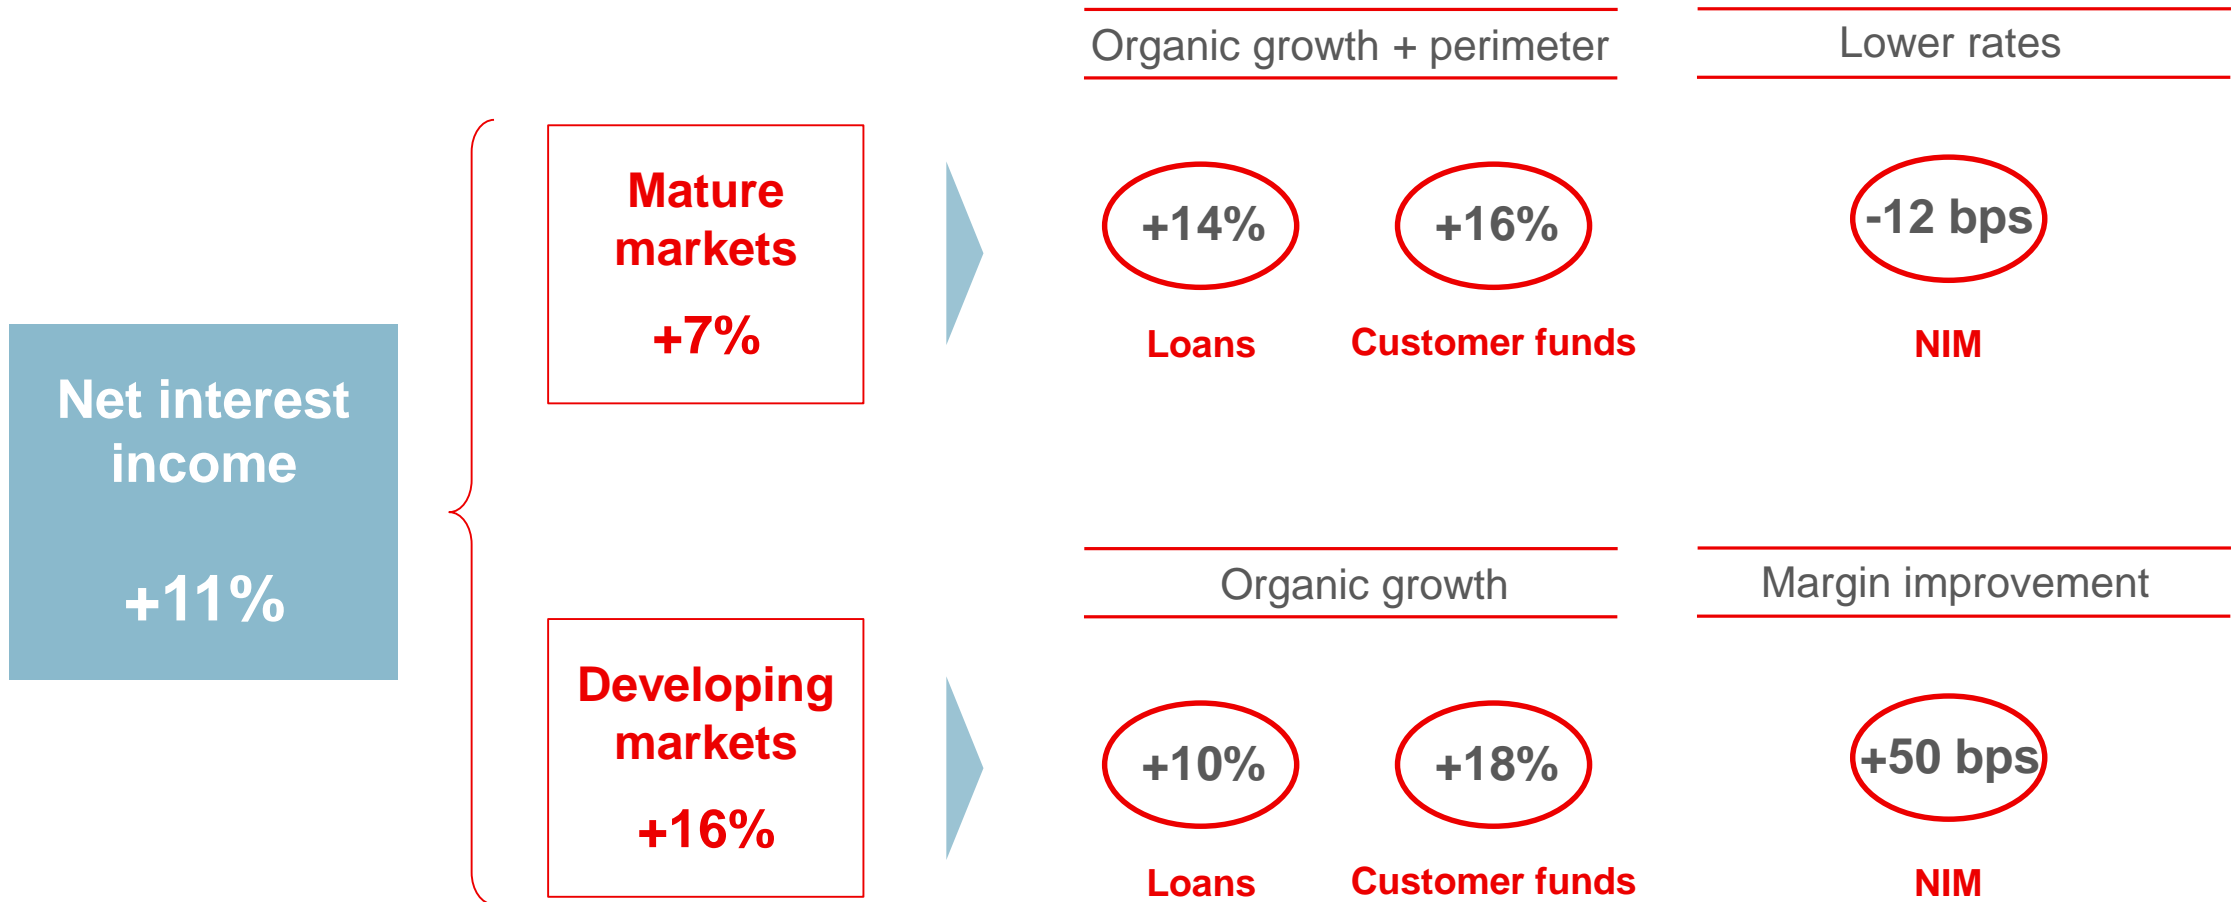 Net interest
income
+11%
Mature
markets
+7%
Organic growth + perimeter
Lower rates
+14%
+16%
-12 bps
Loans
Customer funds
NIM
Developing
markets
+16%
Organic growth
Margin improvement
+10%
+18%
+50 bps
Loans
Customer funds
NIM